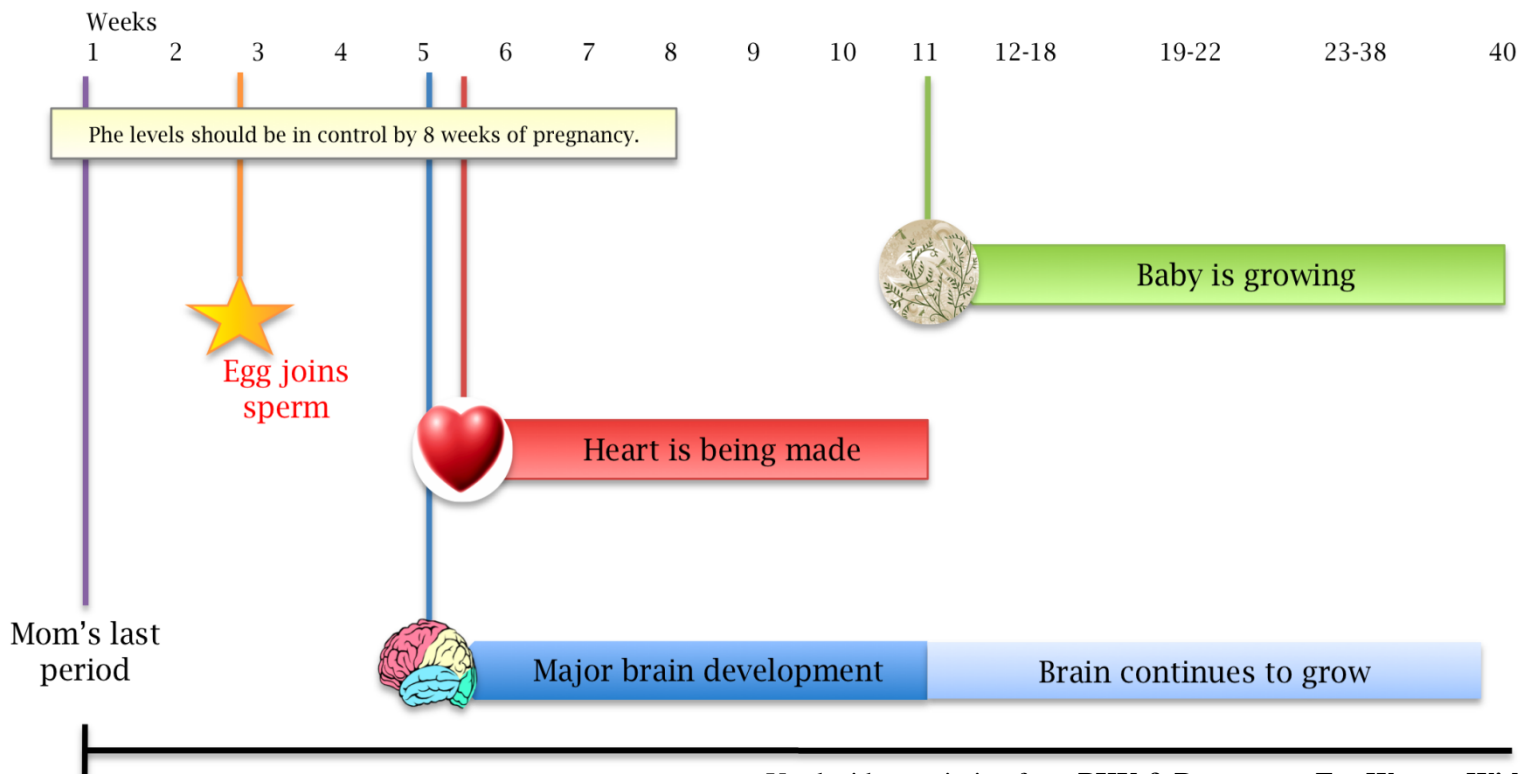 Weeks
1 2 3 4 5 6 7 8 9 10 11 12-18 19-22 23-38 40
Phe levels should be in control by 8 weeks of pregnancy.
Baby is growing
Egg joins
sperm
Heart is being made
Mom’s last
period
Major brain development
Brain continues to grow